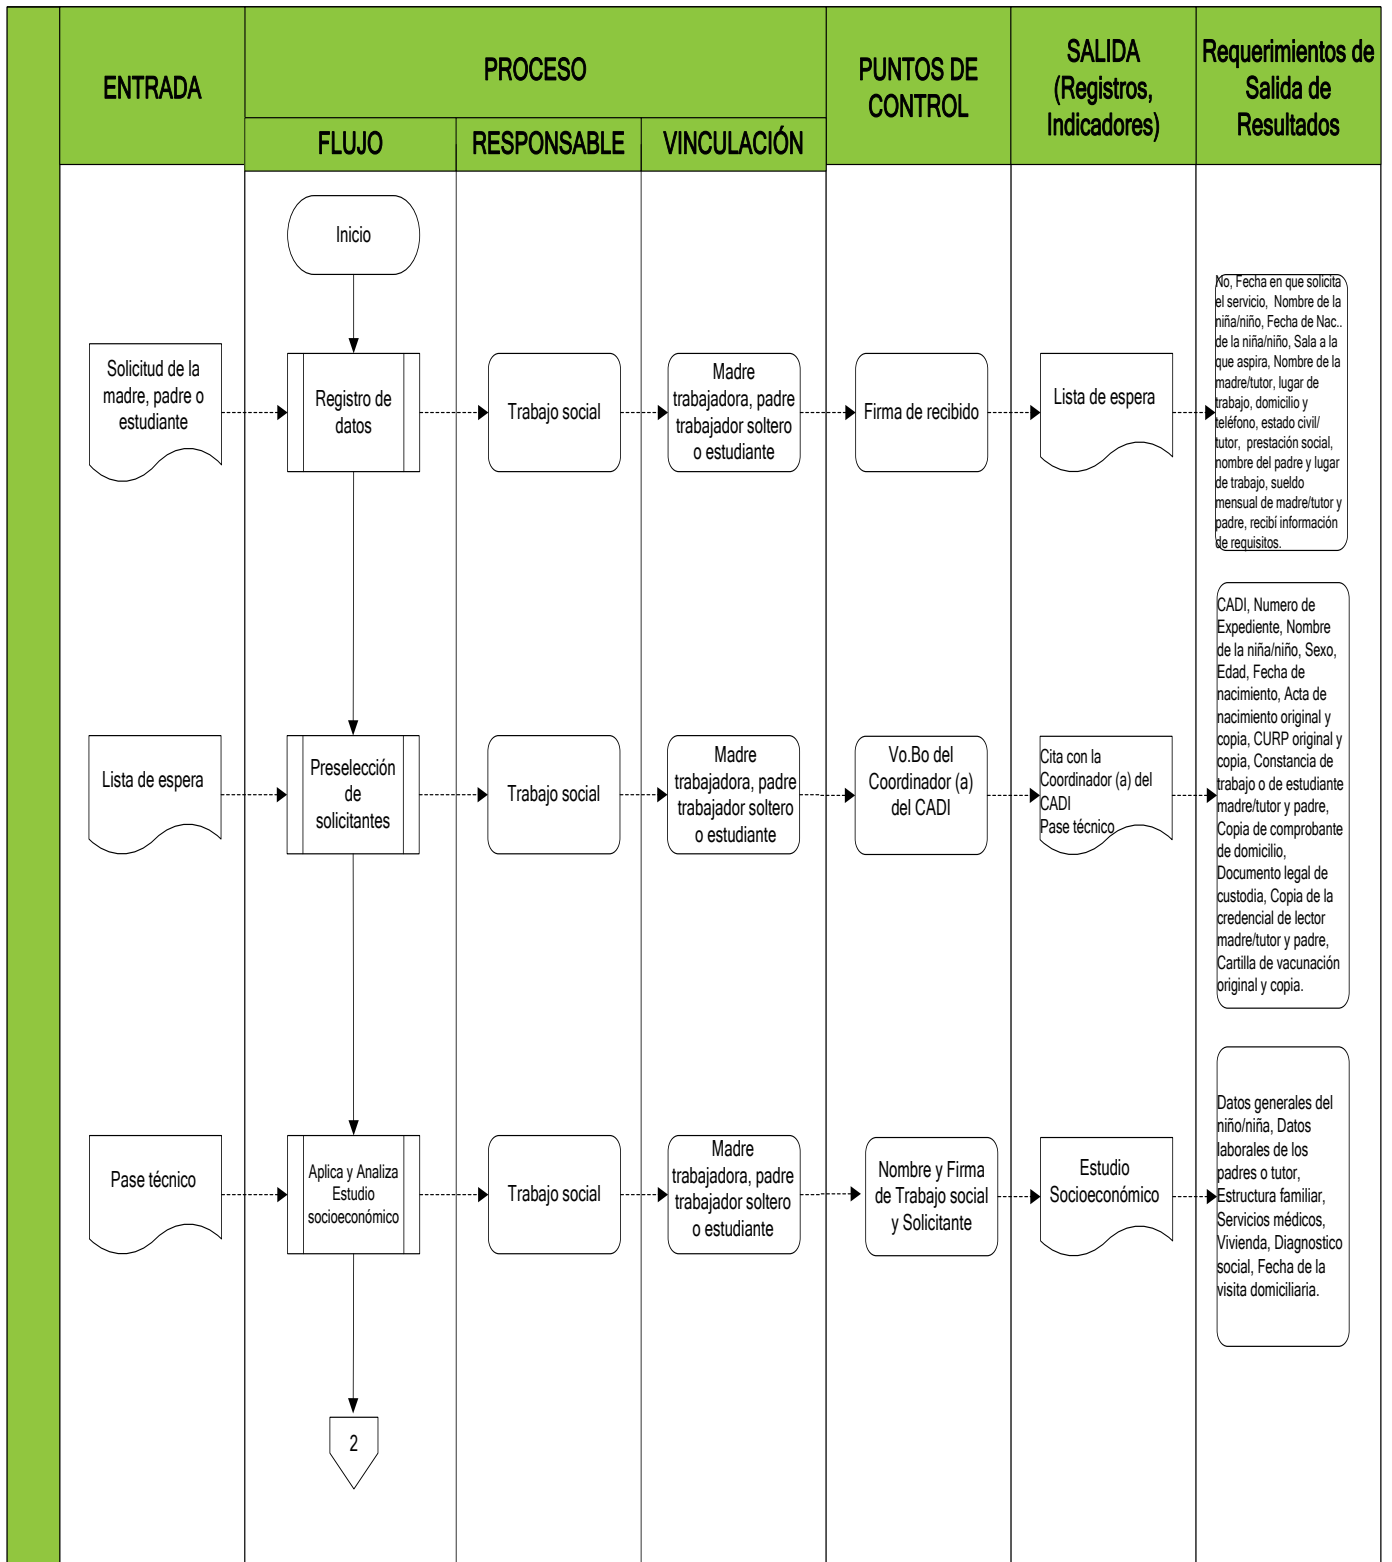 ENTRADA
PROCESO
PUNTOS DE
CONTROL
SALIDA
(Registros,
Indicadores)
Requerimientos de
Salida de
Resultados
FLUJO
RESPONSABLE
VINCULACIÓN
Inicio
Solicitud de la
madre, padre o
estudiante
Registro de
datos
Trabajo social
Madre
trabajadora, padre
trabajador soltero
o estudiante
Firma de recibido
Lista de espera
No, Fecha en que solicita
el servicio, Nombre de la
niña/niño, Fecha de Nac..
de la niña/niño, Sala a la
que aspira, Nombre de la
madre/tutor, lugar de
trabajo, domicilio y
teléfono, estado civil/
tutor, prestación social,
nombre del padre y lugar
de trabajo, sueldo
mensual de madre/tutor y
padre, recibí información
de requisitos.
Lista de espera
Preselección
de
solicitantes
Trabajo social
Madre
trabajadora, padre
trabajador soltero
o estudiante
Vo.Bo del
Coordinador (a)
del CADI
Cita con la
Coordinador (a) del
CADI
Pase técnico
CADI, Numero de
Expediente, Nombre
de la niña/niño, Sexo,
Edad, Fecha de
nacimiento, Acta de
nacimiento original y
copia, CURP original y
copia, Constancia de
trabajo o de estudiante
madre/tutor y padre,
Copia de comprobante
de domicilio,
Documento legal de
custodia, Copia de la
credencial de lector
madre/tutor y padre,
Cartilla de vacunación
original y copia.
Pase técnico
Aplica y Analiza
Estudio
socioeconómico
Trabajo social
Madre
trabajadora, padre
trabajador soltero
o estudiante
Nombre y Firma
de Trabajo social
y Solicitante
Estudio
Socioeconómico
Datos generales del
niño/niña, Datos
laborales de los
padres o tutor,
Estructura familiar,
Servicios médicos,
Vivienda, Diagnostico
social, Fecha de la
visita domiciliaria.
2